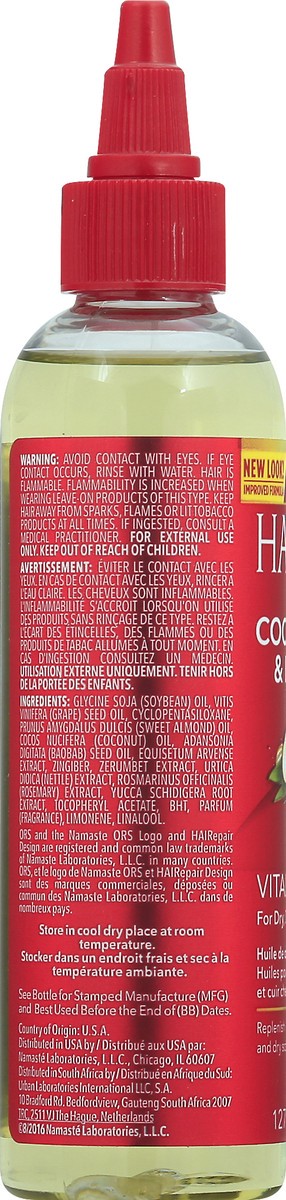 WARNING: AVOID CONTACT WITH EYES. IF EYE
CONTACT OCCURS, RINSE WITH WATER. HAIR IS
FLAMMABLE. FLAMMABILITY IS INCREASED WHEN
WEARING LEAVE-ON PRODUCTS OF THIS TYPE. KEEP
HAIR AWAY FROM SPARKS, FLAMES OR LIT TOBACCO
PRODUCTS AT ALL TIMES. IF INGESTED, CONSULT A
MEDICAL PRACTITIONER. FOR EXTERNAL USE
ONLY. KEEP OUT OF REACH OF CHILDREN.
AVERTISSEMENT: ÉVITER LE CONTACT AVEC LES
YEUX. EN CAS DE CONTACT AVEC LES YEUX, RINCER À
L'EAU CLAIRE. LES CHEVEUX SONT INFLAMMABLES.
L'INFLAMMABILITÉ S'ACCROIT LORSQU'ON UTILISE
DES PRODUITS SANS RINÇAGE DE CE TYPE. RESTEZ À
L'ÉCART DES ÉTINCELLES, DES FLAMMES OU DES
PRODUITS DE TABAC ALLUMÉS À TOUT MOMENT. EN
CAS D'INGESTION CONSULTEZ UN MÉDECIN.
UTILISATION EXTERNE UNIQUEMENT. TENIR HORS
DE LA PORTÉE DES ENFANTS.
INGREDIENTS: GLYCINE SOJA (SOYBEAN) OIL, VITIS
VINIFERA (GRAPE) SEED OIL, CYCLOPENTASILOXANE,
PRUNUS AMYGDALUS DULCIS (SWEET ALMOND) OIL,
COCOS NUCIFERA (COCONUT) OIL, ADANSONIA
DIGITATA (BAOBAB) SEED OIL, EQUISETUM ARVENSE
EXTRACT, ZINGIBER, ZERUMBET EXTRACT, URTICA
DIOICA (NETTLE) EXTRACT, ROSMARINUS OFFICINALIS
(ROSEMARY) EXTRACT, YUCCA SCHIDIGERA ROOT
EXTRACT, TOCOPHERYL ACETATE, BHT, PARFUM
(FRAGRANCE), LIMONENE, LINALOOL.
ORS and the Namaste ORS Logo and HAIRepair
Design are registered and common law trademarks
of Namaste Laboratories, L.L.C. in many countries.
ORS, et le logo de Namaste ORS et HAIRepair Design
sont des marques commerciales, déposées ou
commun des Namasté Laboratories, L.L.C. dans de
nombreux pays.
Store in cool dry place at room
temperature.
Stocker dans un endroit frais et sec à la
température ambiante.
See Bottle for Stamped Manufacture (MFG)
and Best Used Before the End of (BB) Dates.
Country of Origin: U.S.A.
Distributed in USA by / Distribué aux USA par:
Namasté Laboratories, L.L.C., Chicago, IL 60607
Distributed in South Africa by / Distribué en Afrique du Sud:
Urban Laboratories International LLC, S.A.
10 Bradford Rd. Bedfordview, Gauteng South Africa 2007
TRC, 2511 VJ The Hague, Netherlands
©8/2016 Namasté Laboratories, L.L.C.
NEW LOOK!
IMPROVED FORMULA
HA
COC
&
VITA
For Dry,
Huile de
Huiles po
et cuir ch
Replenish
and dry sc
127